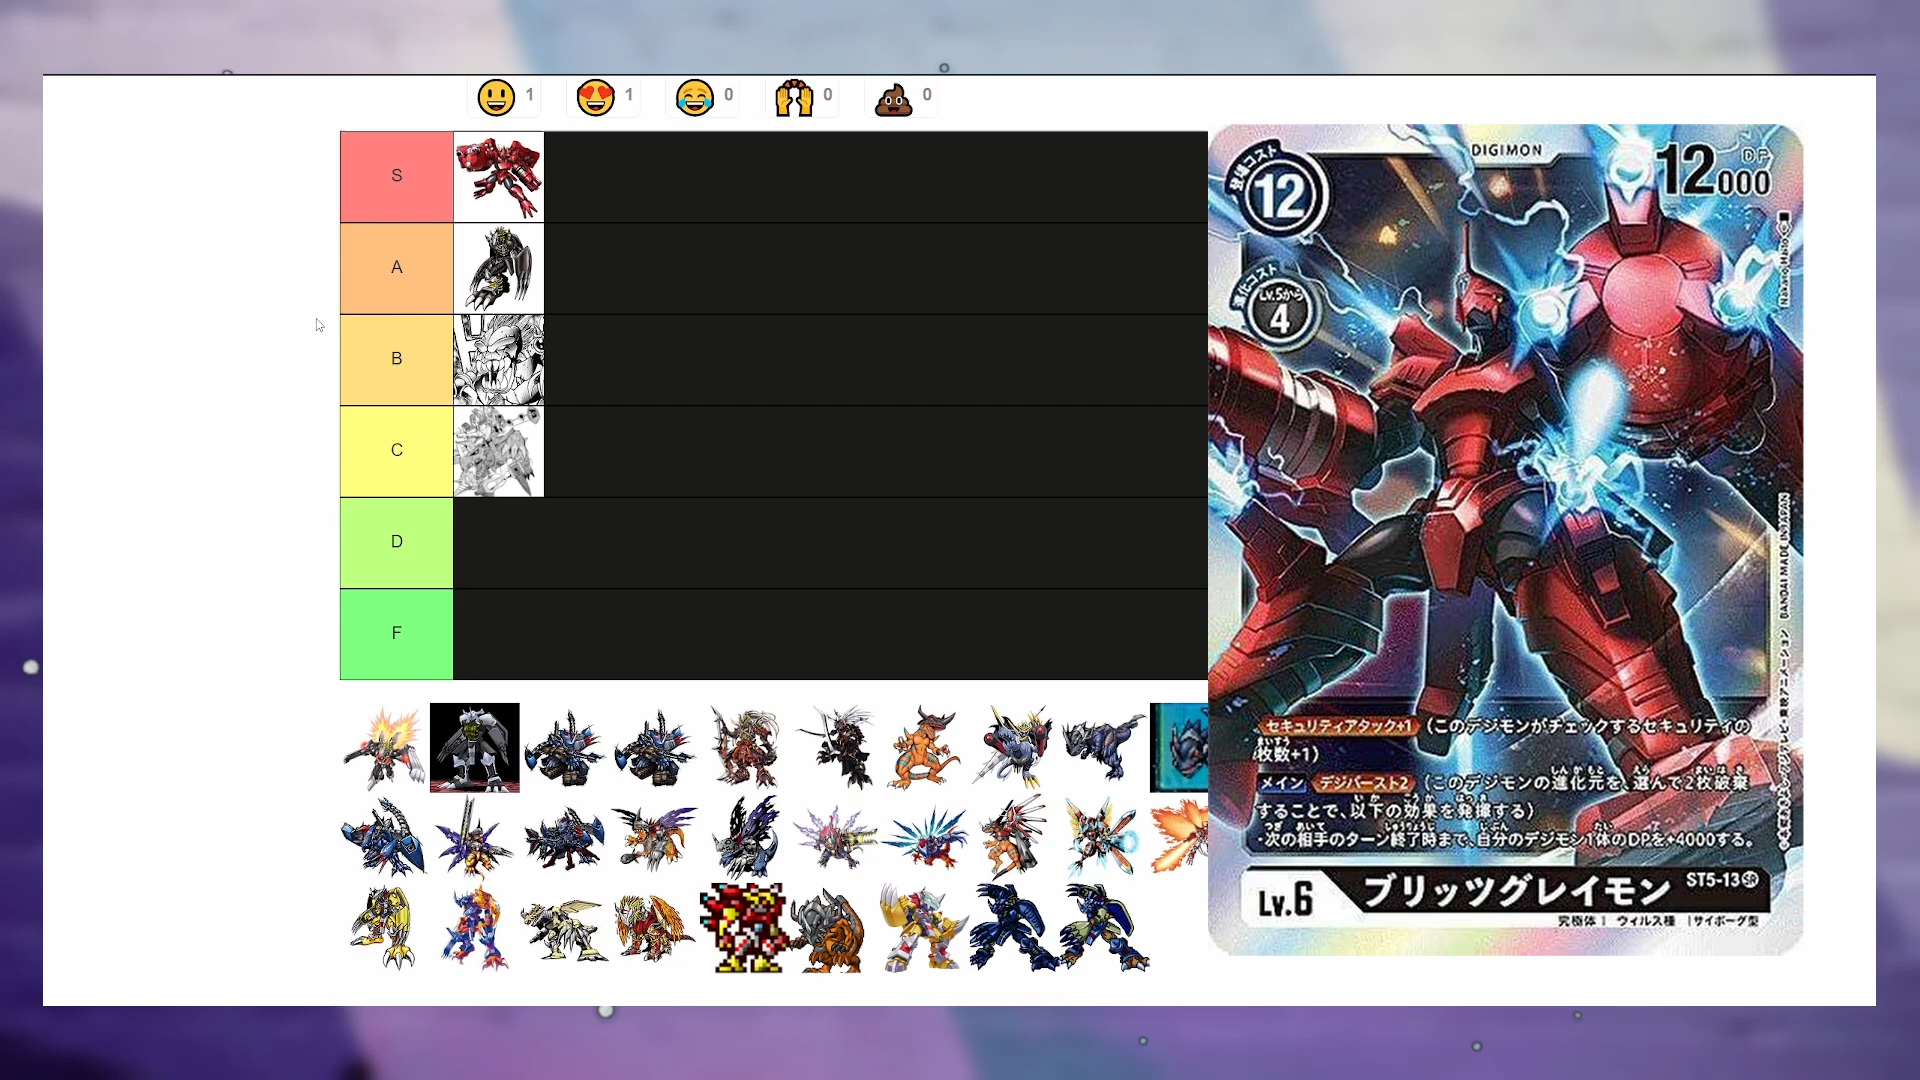 1
1
0
0
0
S
A
B
C
D
F
DIGIMON
登場コスト
12
12000
DP
進化コスト
Lv.5から
4
セキュリティアタック+1 (このデジモンがチェックするセキュリティの
枚数+1)
メイン デジバースト2 (このデジモンの進化元を、選んで2枚破棄
することで、以下の効果を発揮する)
・次の相手のターン終了時まで、自分のデジモン1体のDPを+4000する。
Lv.6
ブリッツグレイモン
ST5-13 SR
究極体 | ウィルス種 | サイボーグ型
BANDAI MADE IN JAPAN